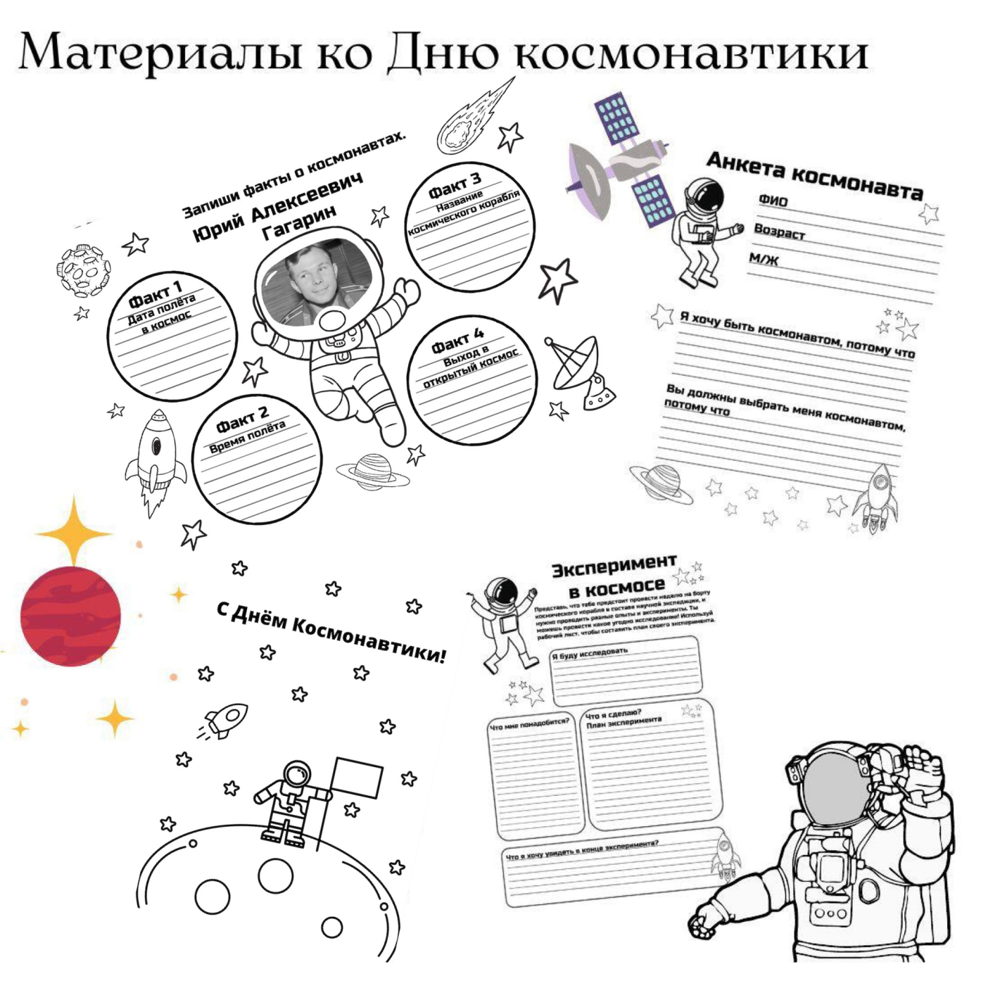 Материалы ко Дню космонавтики
Запиши факты о космонавтах.
Юрий Алексеевич
Гагарин
Факт 1
Дата полёта
в космос
Факт 2
Время полёта
Факт 3
Название
космического корабля
Факт 4
Выход в
открытый космос
Анкета космонавта
ФИО
Возраст
М/Ж
Я хочу быть космонавтом, потому что
Вы должны выбрать меня космонавтом,
потому что
С Днём Космонавтики!
Эксперимент
в космосе
Представь, что тебе предстоит провести неделю на борту
космического корабля в составе научной экспедиции, и
нужно проводить разные опыты и эксперименты. Ты
можешь провести какое угодно исследование! Используй
рабочий лист, чтобы составить план своего эксперимента.
Я буду исследовать
Что мне понадобится?
Что я сделаю?
План эксперимента
Что я хочу увидеть в конце эксперимента?